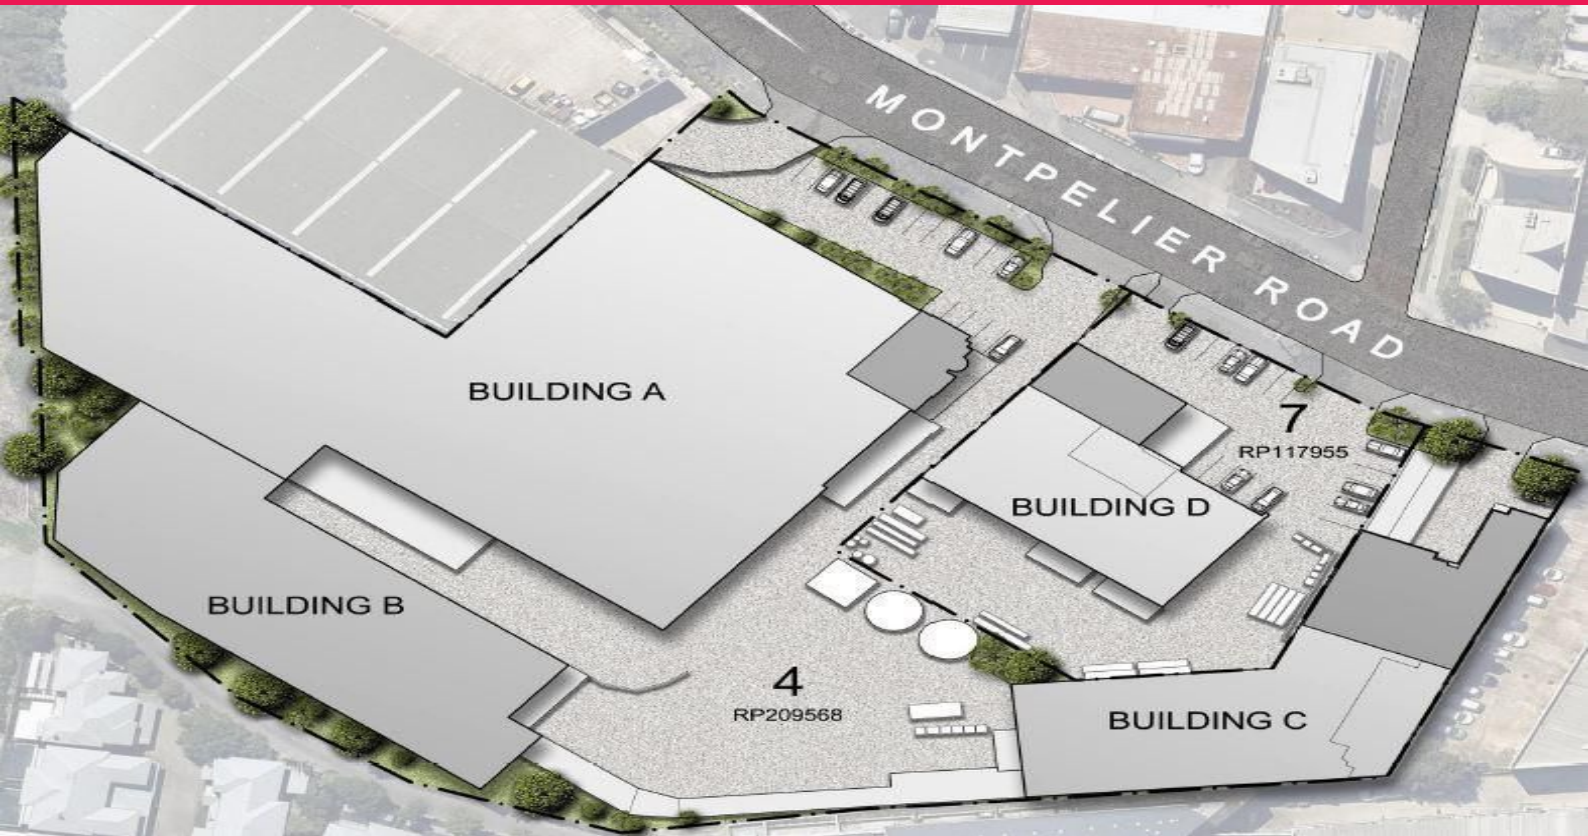 MONTPELIER ROAD
BUILDING A
7
RP117955
BUILDING D
BUILDING B
4
RP209568
BUILDING C